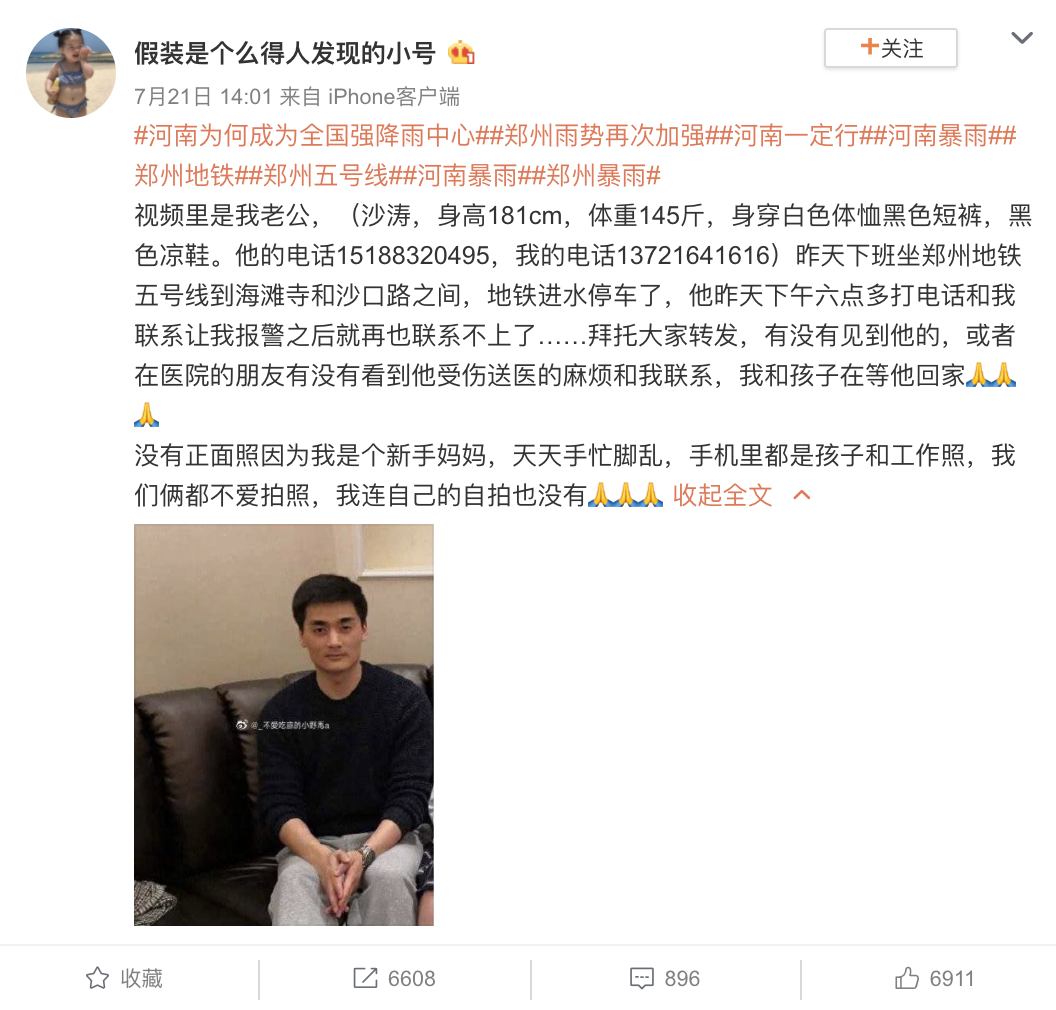 假装是个么得人发现的小号
+关注
7月21日 14:01 来自 iPhone客户端
#河南为何成为全国强降雨中心##郑州雨势再次加强##河南一定行##河南暴雨##
郑州地铁##郑州五号线##河南暴雨##郑州暴雨#
视频里是我老公，（沙涛，身高181cm，体重145斤，身穿白色体恤黑色短裤，黑
色凉鞋。他的电话15188320495，我的电话13721641616）昨天下班坐郑州地铁
五号线到海滩寺和沙口路之间，地铁进水停车了，他昨天下午六点多打电话和我
联系让我报警之后就再也联系不上了……拜托大家转发，有没有见到他的，或者
在医院的朋友有没有看到他受伤送医的麻烦和我联系，我和孩子在等他回家🙏🙏
🙏
没有正面照因为我是个新手妈妈，天天手忙脚乱，手机里都是孩子和工作照，我
们俩都不爱拍照，我连自己的自拍也没有🙏🙏🙏 收起全文
@_不愛吃蔬的小野馬a
收藏
6608
896
6911